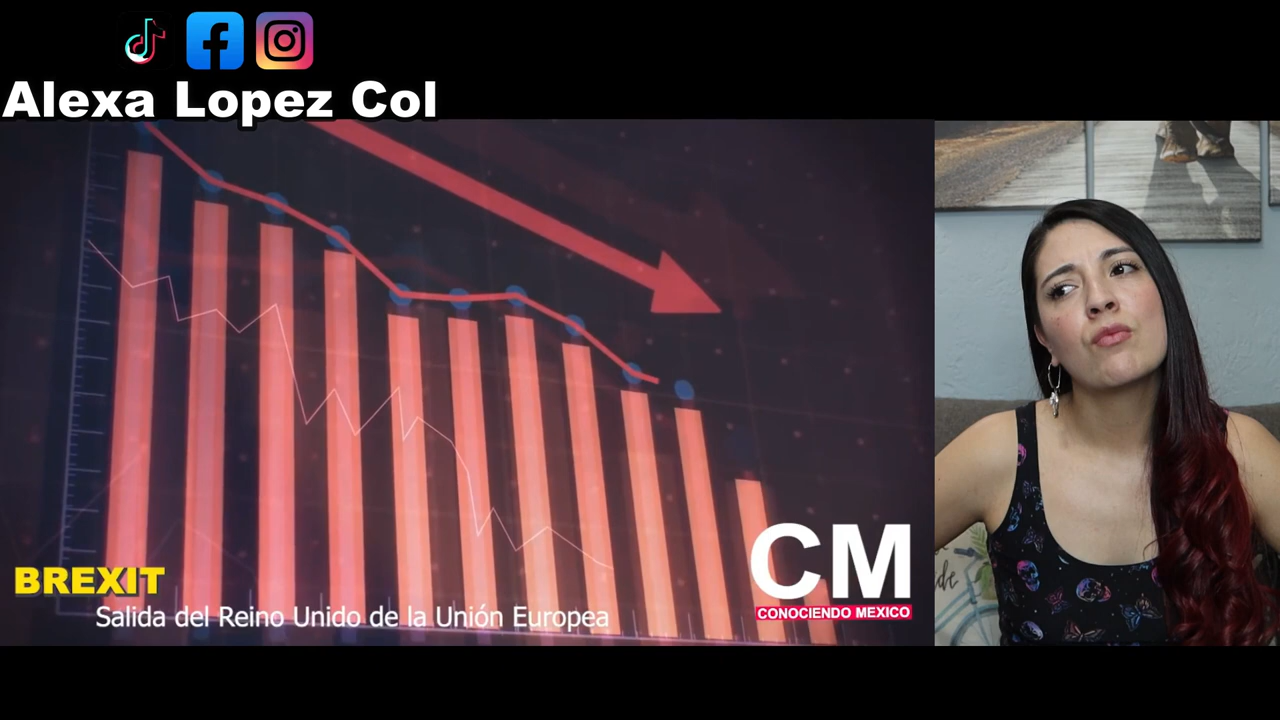 Alexa Lopez Col
BREXIT
Salida del Reino Unido de la Unión Europea
CM
CONOCIENDO MEXICO